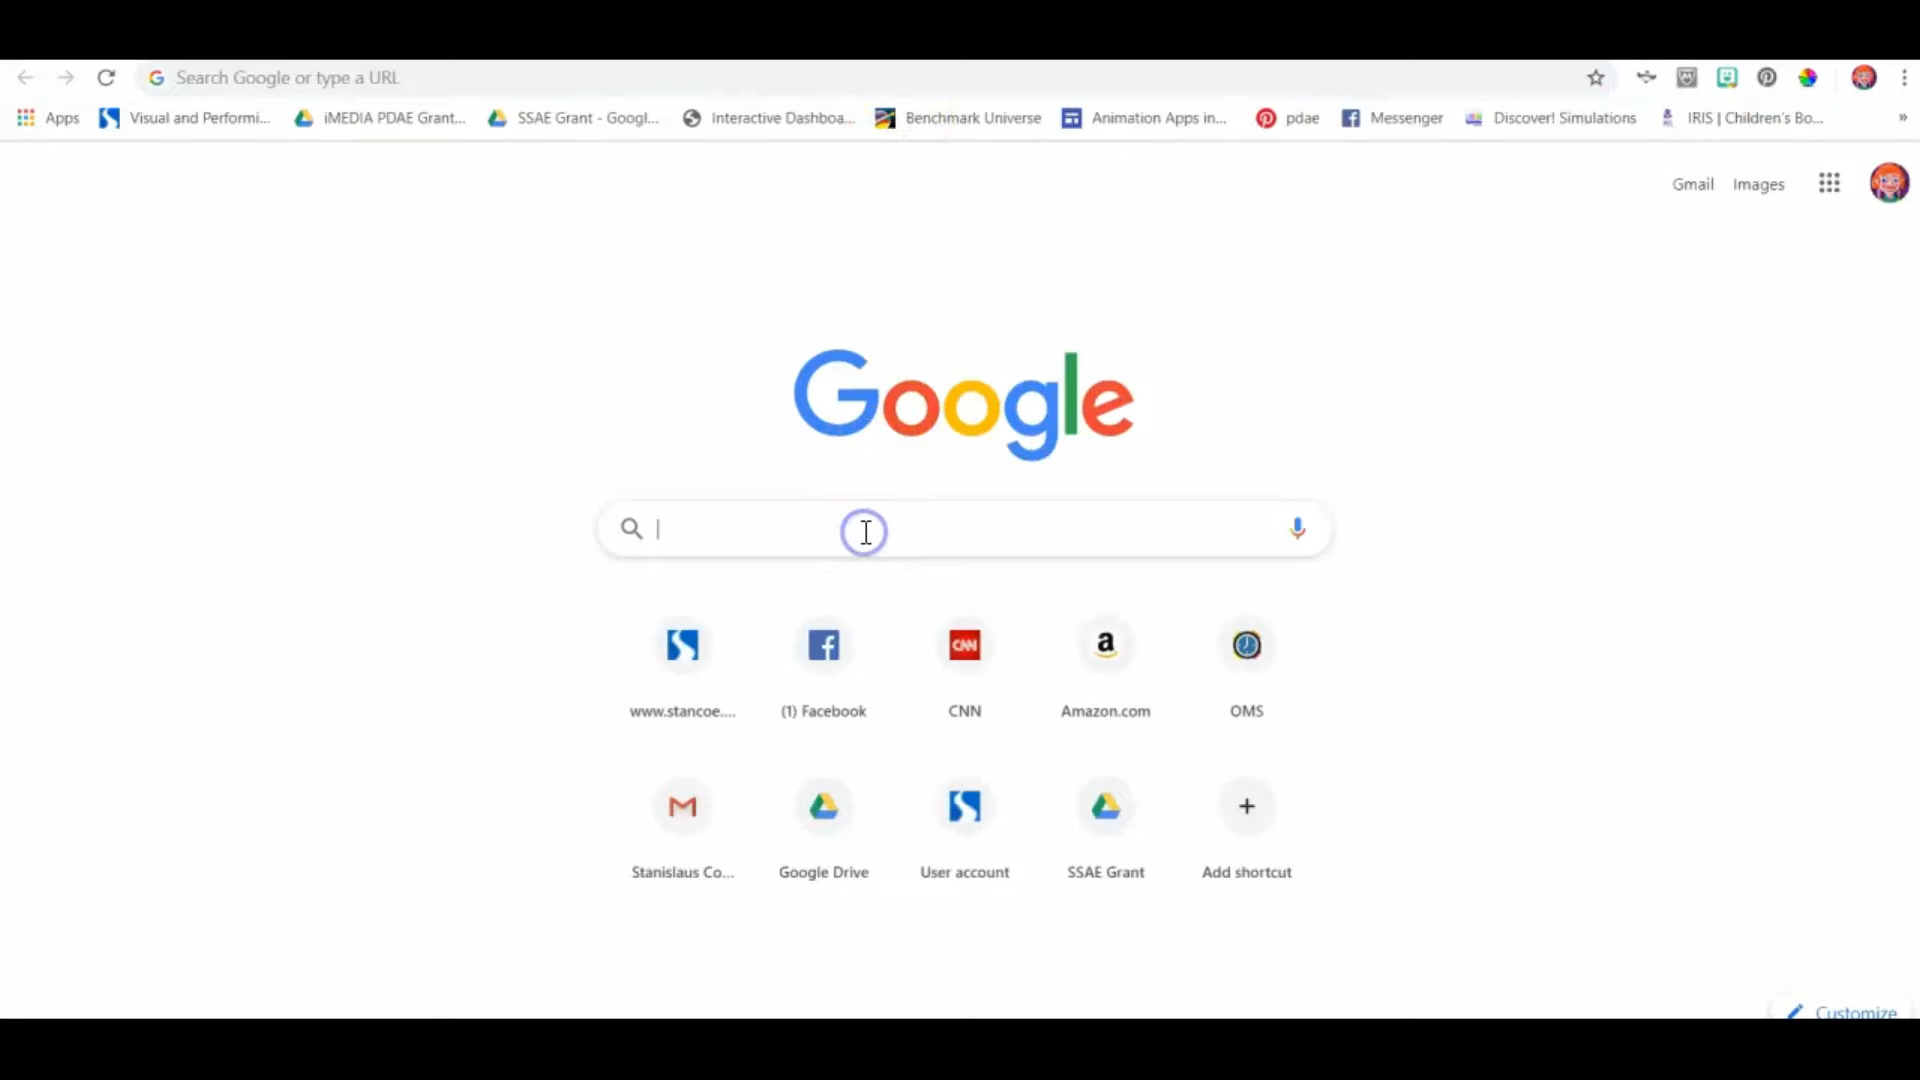 Search Google or type a URL
Apps Visual and Performi... iMEDIA PDAE Grant... SSAE Grant - Googl... Interactive Dashboa... Benchmark Universe Animation Apps in... pdae Messenger Discover! Simulations IRIS | Children's Bo... »
Gmail Images
Google
CNN a
www.stancoe.... (1) Facebook CNN Amazon.com OMS
Stanislaus Co... Google Drive User account SSAE Grant Add shortcut
Customize